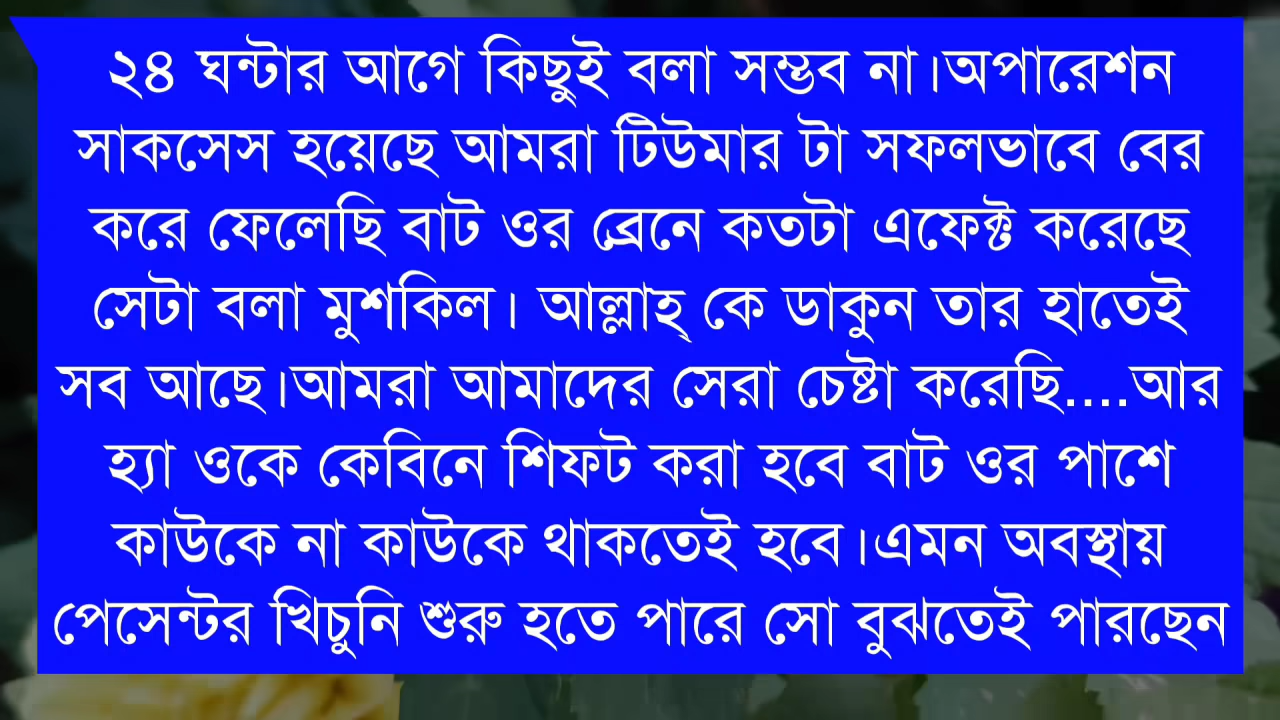 ২৪ ঘন্টার আগে কিছুই বলা সম্ভব না।অপারেশন
সাকসেস হয়েছে আমরা টিউমার টা সফলভাবে বের
করে ফেলেছি বাট ওর ব্রেনে কতটা এফেক্ট করেছে
সেটা বলা মুশকিল। আল্লাহ্ কে ডাকুন তার হাতেই
সব আছে।আমরা আমাদের সেরা চেষ্টা করেছি....আর
হ্যা ওকে কেবিনে শিফট করা হবে বাট ওর পাশে
কাউকে না কাউকে থাকতেই হবে।এমন অবস্থায়
পেসেন্টর খিচুনি শুরু হতে পারে সো বুঝতেই পারছেন